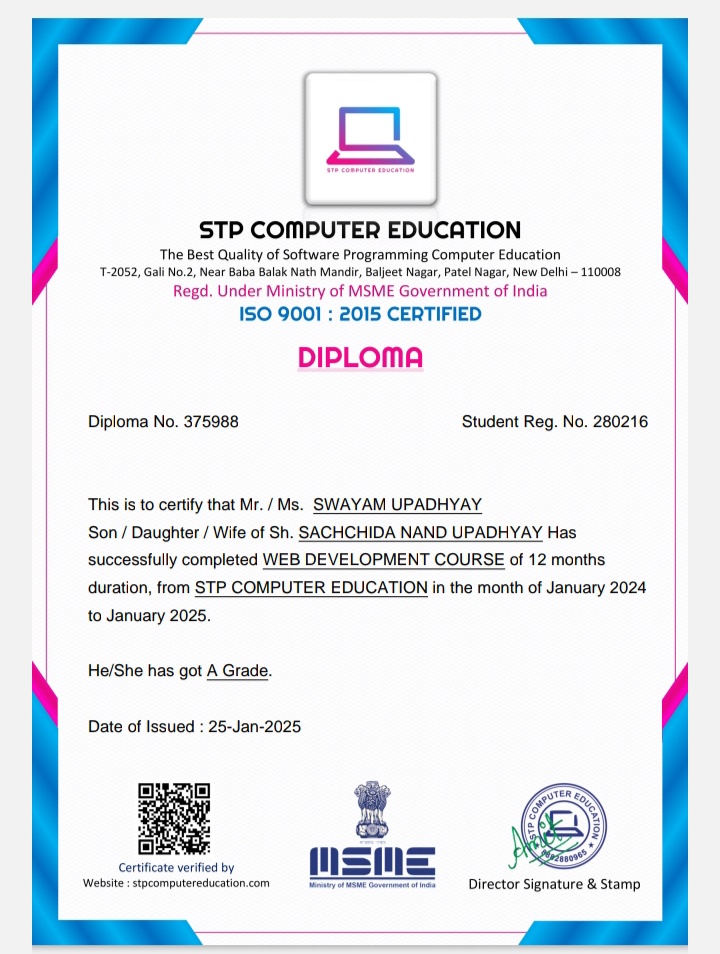 STP COMPUTER EDUCATION
STP COMPUTER EDUCATION
The Best Quality of Software Programming Computer Education
T-2052, Gali No.2, Near Baba Balak Nath Mandir, Baljeet Nagar, Patel Nagar, New Delhi – 110008
Regd. Under Ministry of MSME Government of India
ISO 9001 : 2015 CERTIFIED
DIPLOMA
Diploma No. 375988 Student Reg. No. 280216
This is to certify that Mr. / Ms. SWAYAM UPADHYAY
Son / Daughter / Wife of Sh. SACHCHIDA NAND UPADHYAY Has
successfully completed WEB DEVELOPMENT COURSE of 12 months
duration, from STP COMPUTER EDUCATION in the month of January 2024
to January 2025.
He/She has got A Grade.
Date of Issued : 25-Jan-2025
Certificate verified by
Website : stpcomputereducation.com
MSME
Ministry of MSME Government of India
STP COMPUTER EDUCATION
9892880965
Director Signature & Stamp